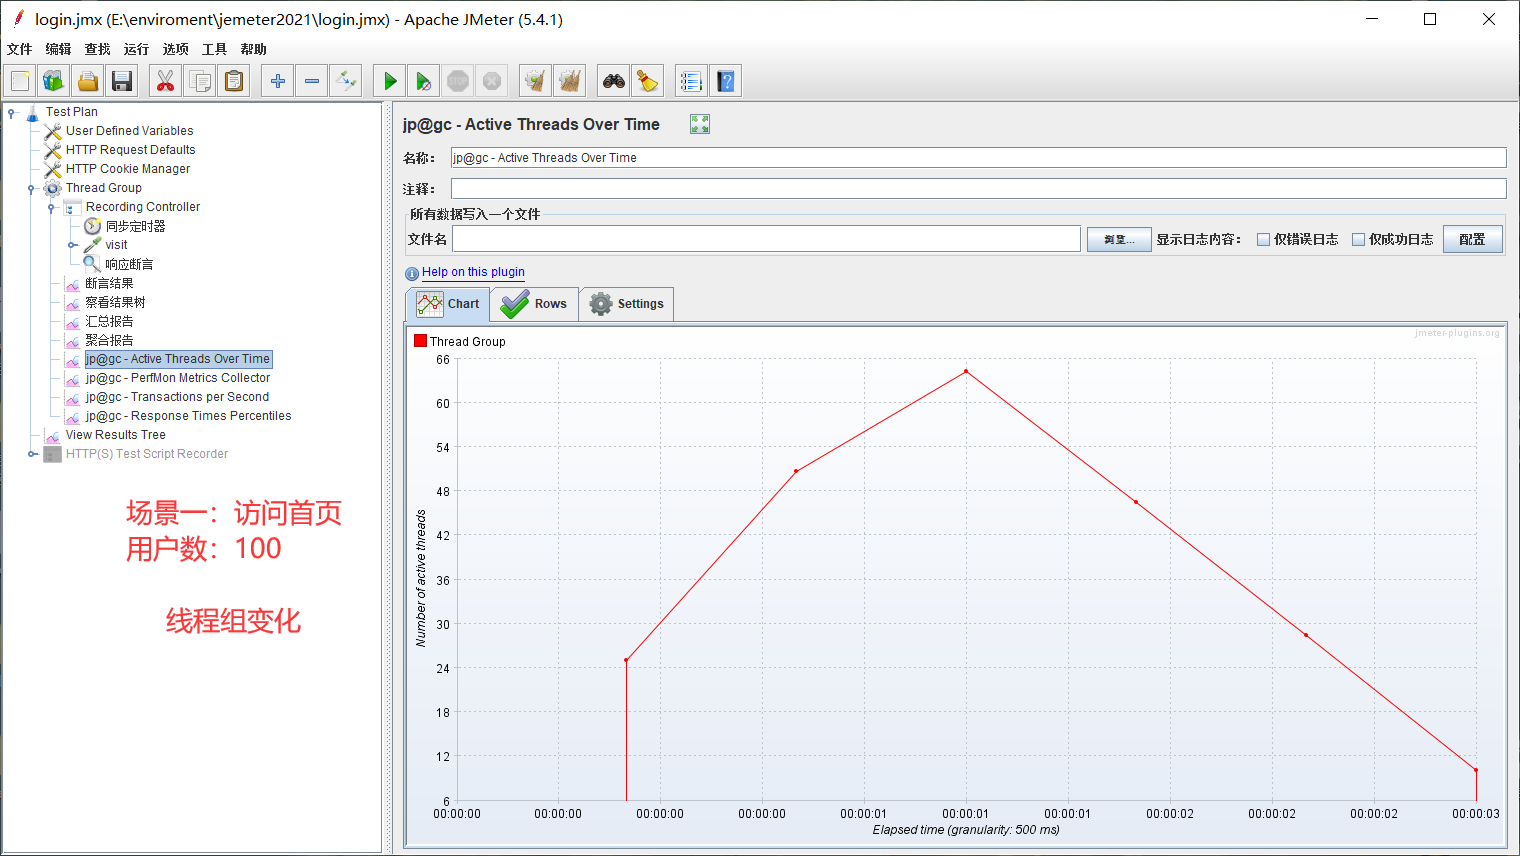 login.jmx (E:\enviroment\jemeter2021\login.jmx) - Apache JMeter (5.4.1)
文件 编辑 查找 运行 选项 工具 帮助
STOP
Test Plan
User Defined Variables
HTTP Request Defaults
HTTP Cookie Manager
Thread Group
Recording Controller
同步定时器
visit
响应断言
断言结果
察看结果树
汇总报告
聚合报告
jp@gc - Active Threads Over Time
jp@gc - PerfMon Metrics Collector
jp@gc - Transactions per Second
jp@gc - Response Times Percentiles
View Results Tree
HTTP(S) Test Script Recorder
场景一：访问首页
用户数：100
线程组变化
jp@gc - Active Threads Over Time
名称： jp@gc - Active Threads Over Time
注释：
所有数据写入一个文件
文件名 浏览... 显示日志内容： 仅错误日志 仅成功日志 配置
Help on this plugin
Chart Rows Settings
jmeter-plugins.org
Thread Group
66
60
54
48
42
36
30
24
18
12
6
Number of active threads
00:00:00 00:00:00 00:00:00 00:00:00 00:00:01 00:00:01 00:00:01 00:00:02 00:00:02 00:00:02 00:00:03
Elapsed time (granularity: 500 ms)